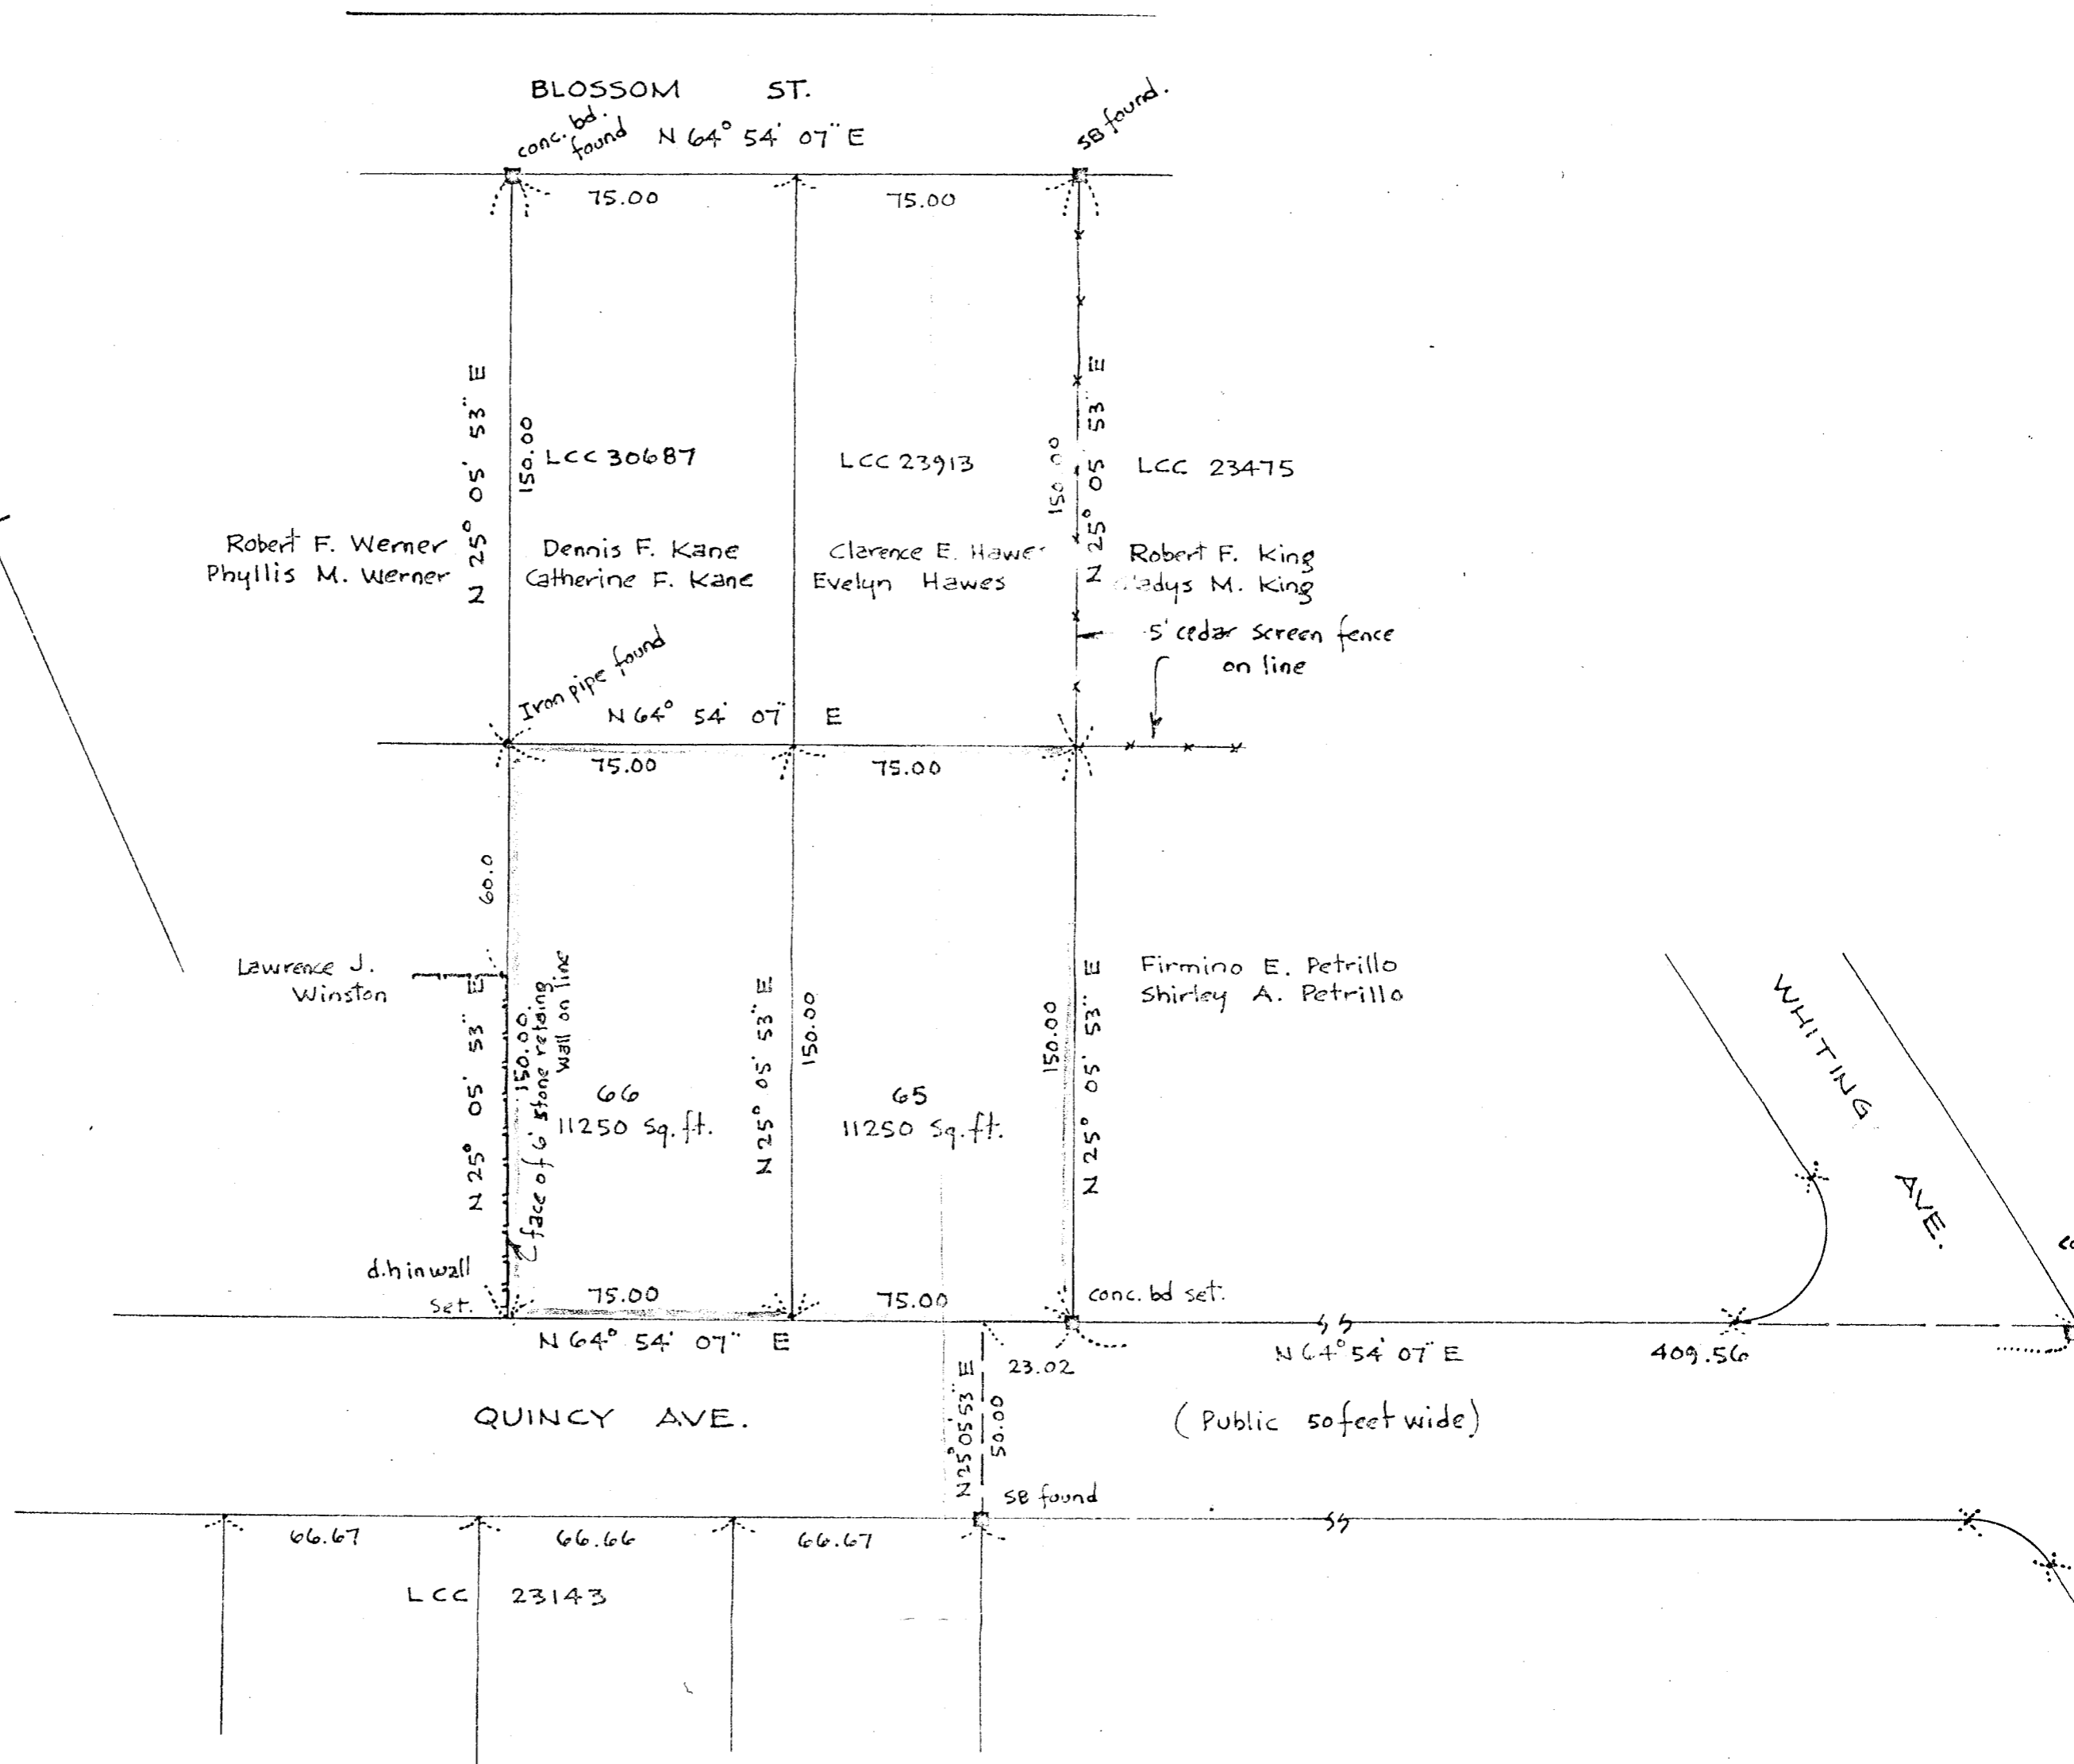 BLOSSOM ST.
conc. bd. found
N 64° 54' 07" E
SB found.
75.00
75.00
N 25° 05' 53" E
150.00
LCC 30687
LCC 23913
150.00
N 25° 05' 53" E
LCC 23475
Robert F. Werner
Phyllis M. Werner
Dennis F. Kane
Catherine F. Kane
Clarence E.
Evelyn Hawes
Robert F. King
M. King
5' cedar screen fence
on line
Iron pipe found
N 64° 54' 07" E
75.00
75.00
60.0
Lawrence J.
Winston
N 25° 05' 53" E
150.00
face of 6' stone retaing
wall on line
66
11250 sq.ft.
N 25° 05' 53" E
150.00
65
11250 sq.ft.
150.00
N 25° 05' 53" E
Firmino E. Petrillo
Shirley A. Petrillo
WHITING AVE.
d.h in wall
set.
75.00
75.00
conc. bd set.
N 64° 54' 07" E
23.02
N 64° 54' 07" E
409.56
QUINCY AVE.
N 25° 05' 53" E
50.00
(Public 50 feet wide)
SB found
66.67
66.66
66.67
LCC 23143